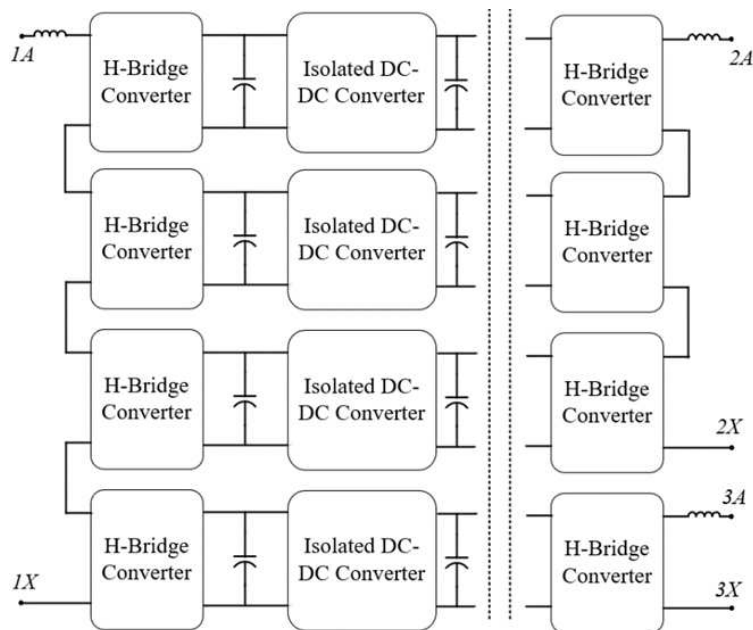 1A
H-Bridge
Converter
Isolated DC-
DC Converter
H-Bridge
Converter
2A
H-Bridge
Converter
Isolated DC-
DC Converter
H-Bridge
Converter
H-Bridge
Converter
Isolated DC-
DC Converter
H-Bridge
Converter
2X
H-Bridge
Converter
Isolated DC-
DC Converter
H-Bridge
Converter
3A
1X
3X